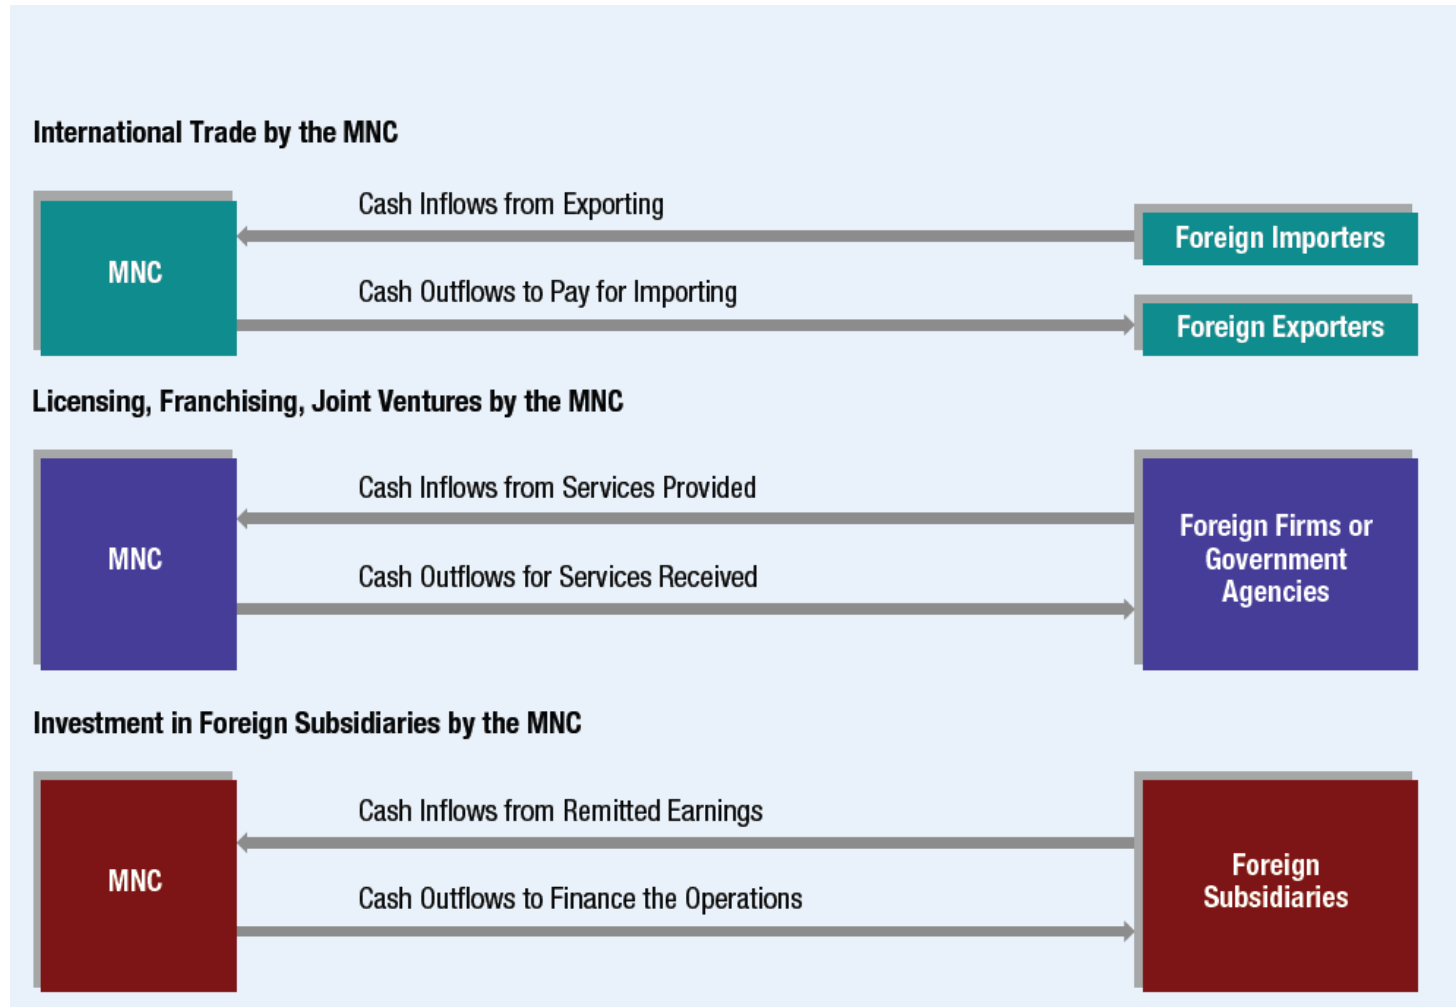 International Trade by the MNC
Cash Inflows from Exporting
Foreign Importers
MNC
Cash Outflows to Pay for Importing
Foreign Exporters
Licensing, Franchising, Joint Ventures by the MNC
Cash Inflows from Services Provided
MNC
Foreign Firms or
Government
Agencies
Cash Outflows for Services Received
Investment in Foreign Subsidiaries by the MNC
Cash Inflows from Remitted Earnings
MNC
Foreign
Subsidiaries
Cash Outflows to Finance the Operations